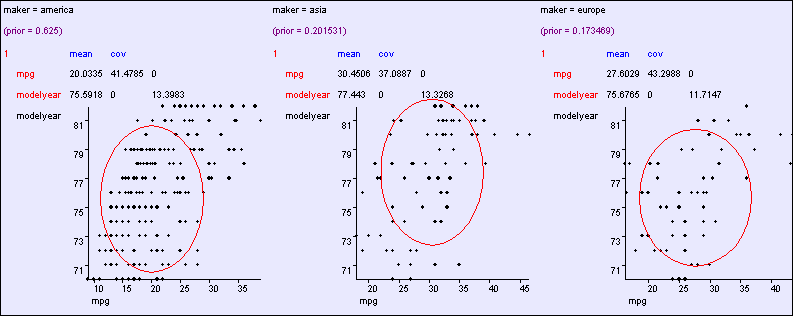 maker = america
(prior = 0.625)
1 mean cov
mpg 20.0335 41.4785 0
modelyear 75.5918 0 13.3983
modelyear
81
79
77
75
73
71
10 15 20 25 30 35
mpg
maker = asia
(prior = 0.201531)
1 mean cov
mpg 30.4506 37.0887 0
modelyear 77.443 0 13.3268
modelyear
81
79
77
75
73
71
20 25 30 35 40 45
mpg
maker = europe
(prior = 0.173469)
1 mean cov
mpg 27.6029 43.2988 0
modelyear 75.6765 0 11.7147
modelyear
81
79
77
75
73
71
20 25 30 35 40
mpg